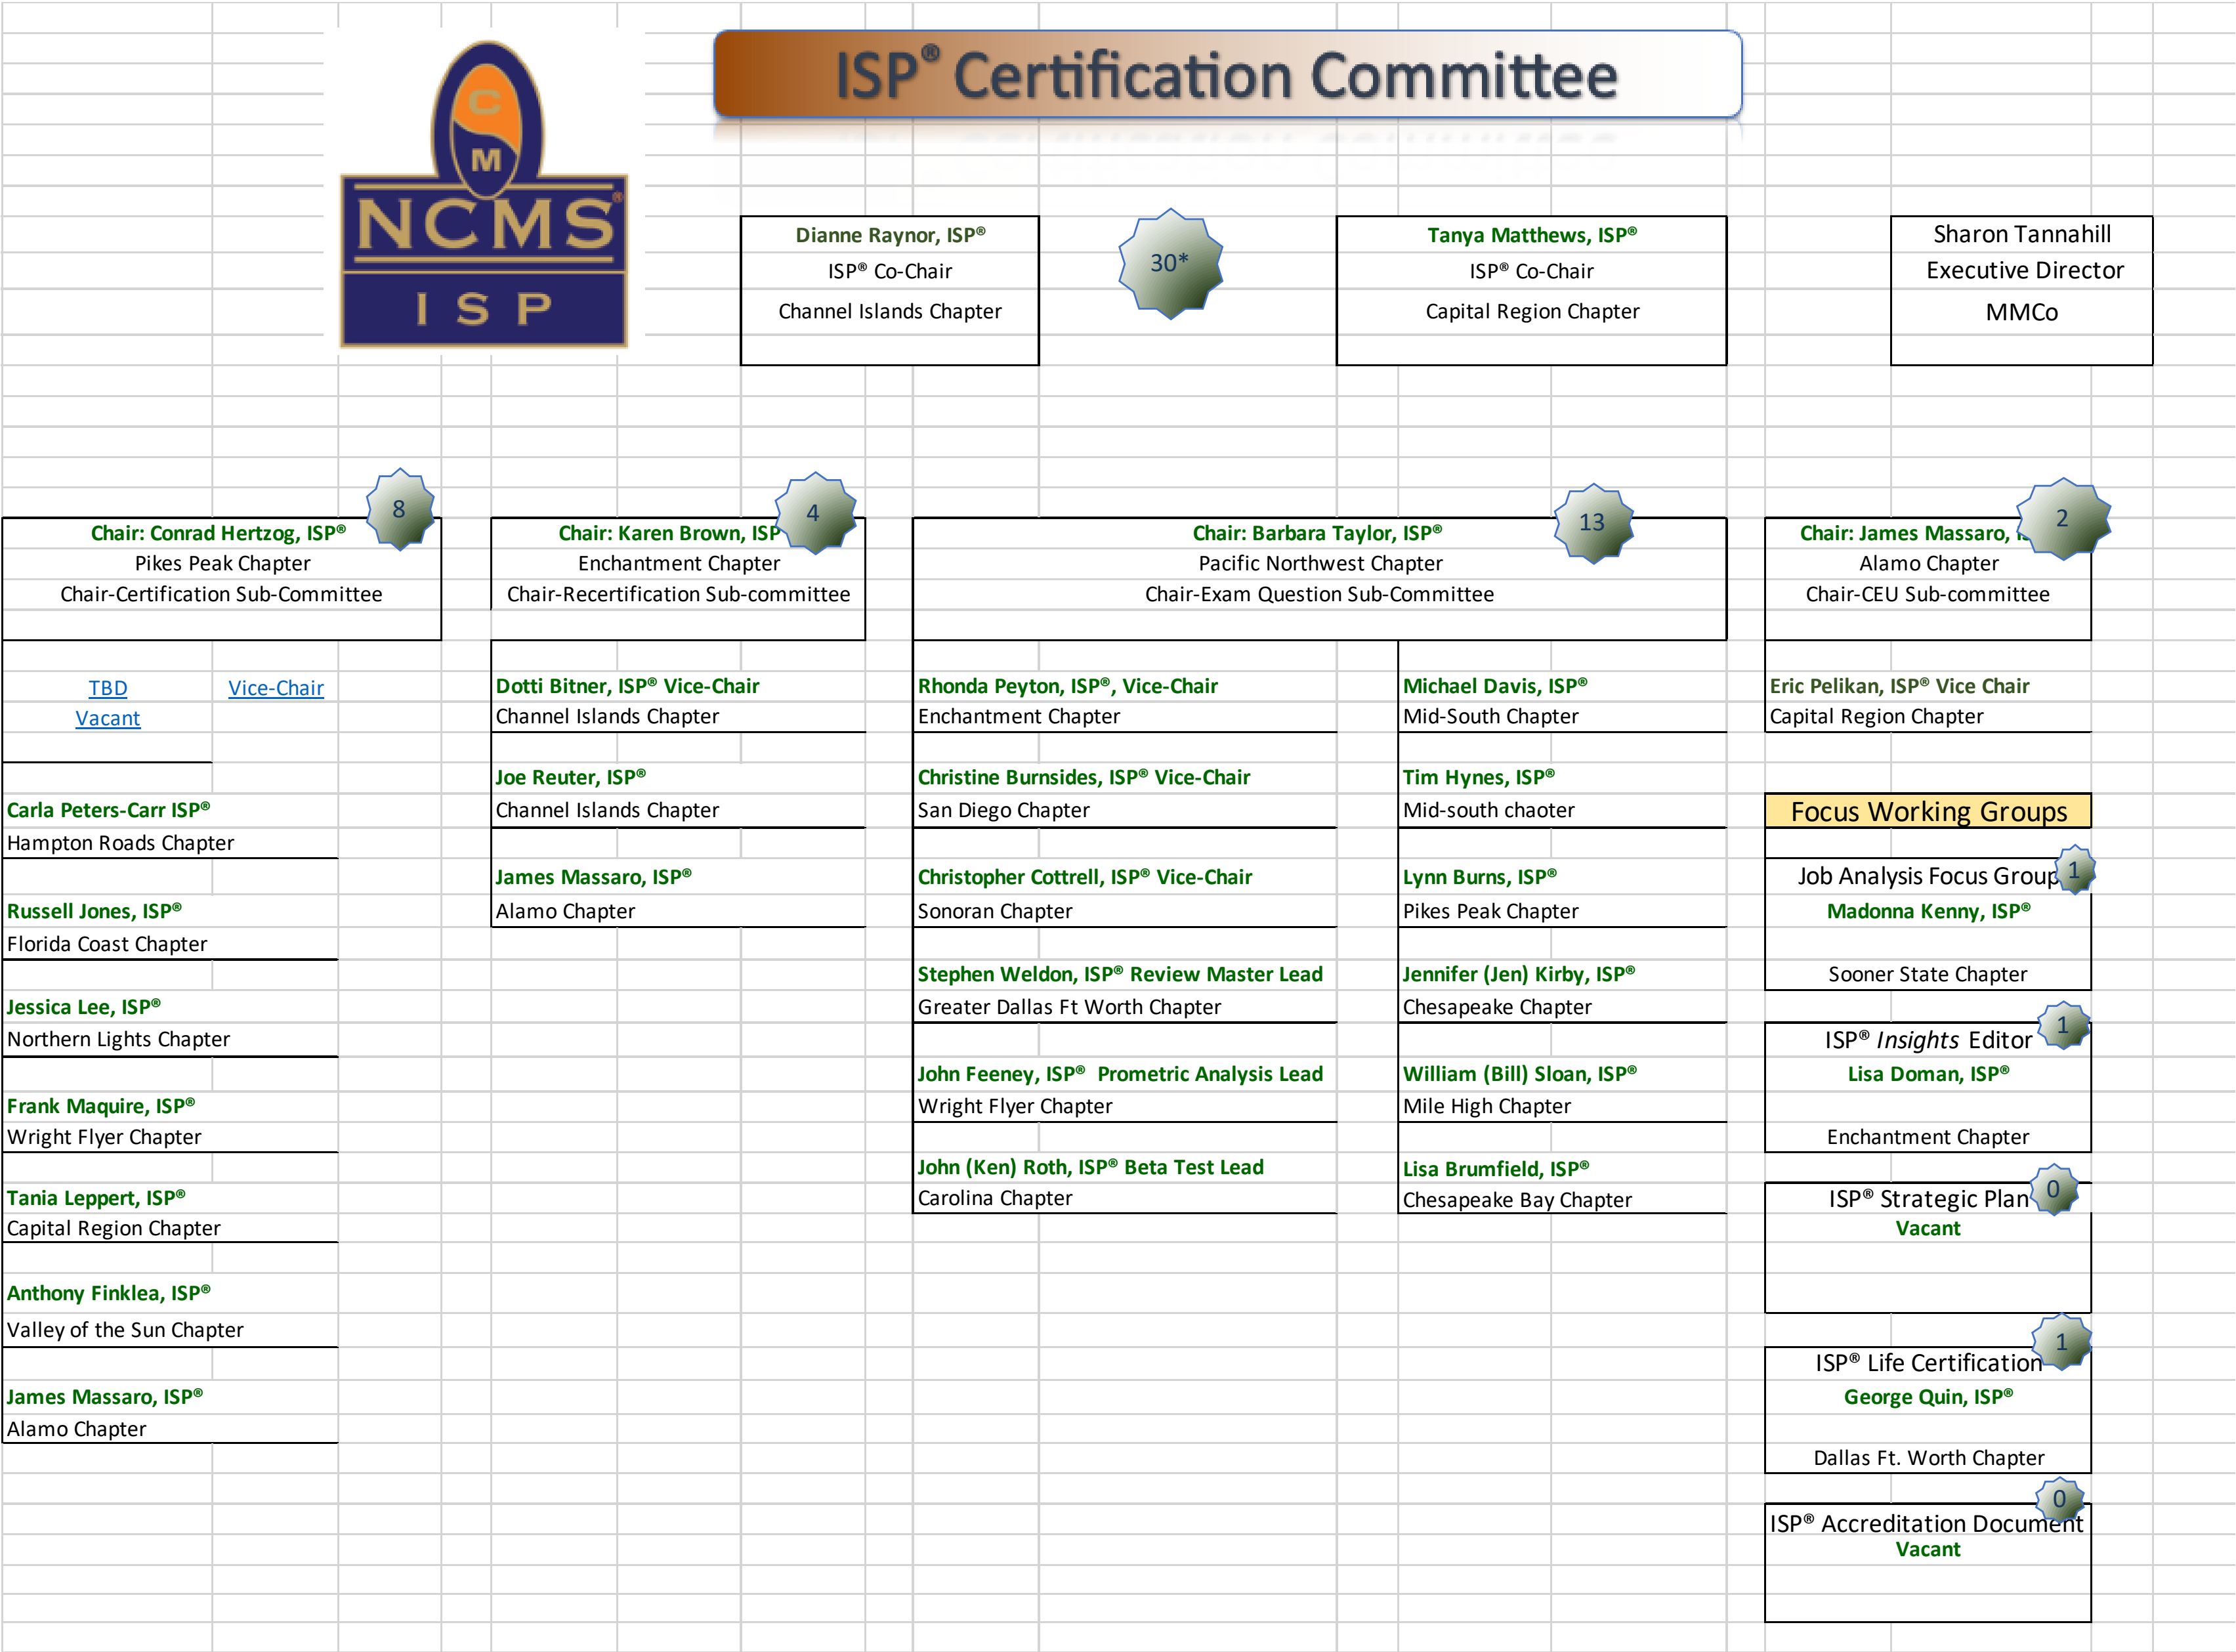 ISP® Certification Committee
C
M
NCMS®
ISP
Dianne Raynor, ISP®
ISP® Co-Chair
Channel Islands Chapter
30*
Tanya Matthews, ISP®
ISP® Co-Chair
Capital Region Chapter
Sharon Tannahill
Executive Director
MMCo
8
Chair: Conrad Hertzog, ISP®
Pikes Peak Chapter
Chair-Certification Sub-Committee
TBD
Vice-Chair
Vacant
Carla Peters-Carr ISP®
Hampton Roads Chapter
Russell Jones, ISP®
Florida Coast Chapter
Jessica Lee, ISP®
Northern Lights Chapter
Frank Maquire, ISP®
Wright Flyer Chapter
Tania Leppert, ISP®
Capital Region Chapter
Anthony Finklea, ISP®
Valley of the Sun Chapter
James Massaro, ISP®
Alamo Chapter
4
Chair: Karen Brown, ISP
Enchantment Chapter
Chair-Recertification Sub-committee
Dotti Bitner, ISP® Vice-Chair
Channel Islands Chapter
Joe Reuter, ISP®
Channel Islands Chapter
James Massaro, ISP®
Alamo Chapter
13
Chair: Barbara Taylor, ISP®
Pacific Northwest Chapter
Chair-Exam Question Sub-Committee
Rhonda Peyton, ISP®, Vice-Chair
Enchantment Chapter
Christine Burnsides, ISP® Vice-Chair
San Diego Chapter
Christopher Cottrell, ISP® Vice-Chair
Sonoran Chapter
Stephen Weldon, ISP® Review Master Lead
Greater Dallas Ft Worth Chapter
John Feeney, ISP® Prometric Analysis Lead
Wright Flyer Chapter
John (Ken) Roth, ISP® Beta Test Lead
Carolina Chapter
Michael Davis, ISP®
Mid-South Chapter
Tim Hynes, ISP®
Mid-south chaoter
Lynn Burns, ISP®
Pikes Peak Chapter
Jennifer (Jen) Kirby, ISP®
Chesapeake Chapter
William (Bill) Sloan, ISP®
Mile High Chapter
Lisa Brumfield, ISP®
Chesapeake Bay Chapter
2
Chair: James Massaro,
Alamo Chapter
Chair-CEU Sub-committee
Eric Pelikan, ISP® Vice Chair
Capital Region Chapter
Focus Working Groups
1
Job Analysis Focus Group
Madonna Kenny, ISP®
Sooner State Chapter
1
ISP® Insights Editor
Lisa Doman, ISP®
Enchantment Chapter
0
ISP® Strategic Plan
Vacant
1
ISP® Life Certification
George Quin, ISP®
Dallas Ft. Worth Chapter
0
ISP® Accreditation Document
Vacant